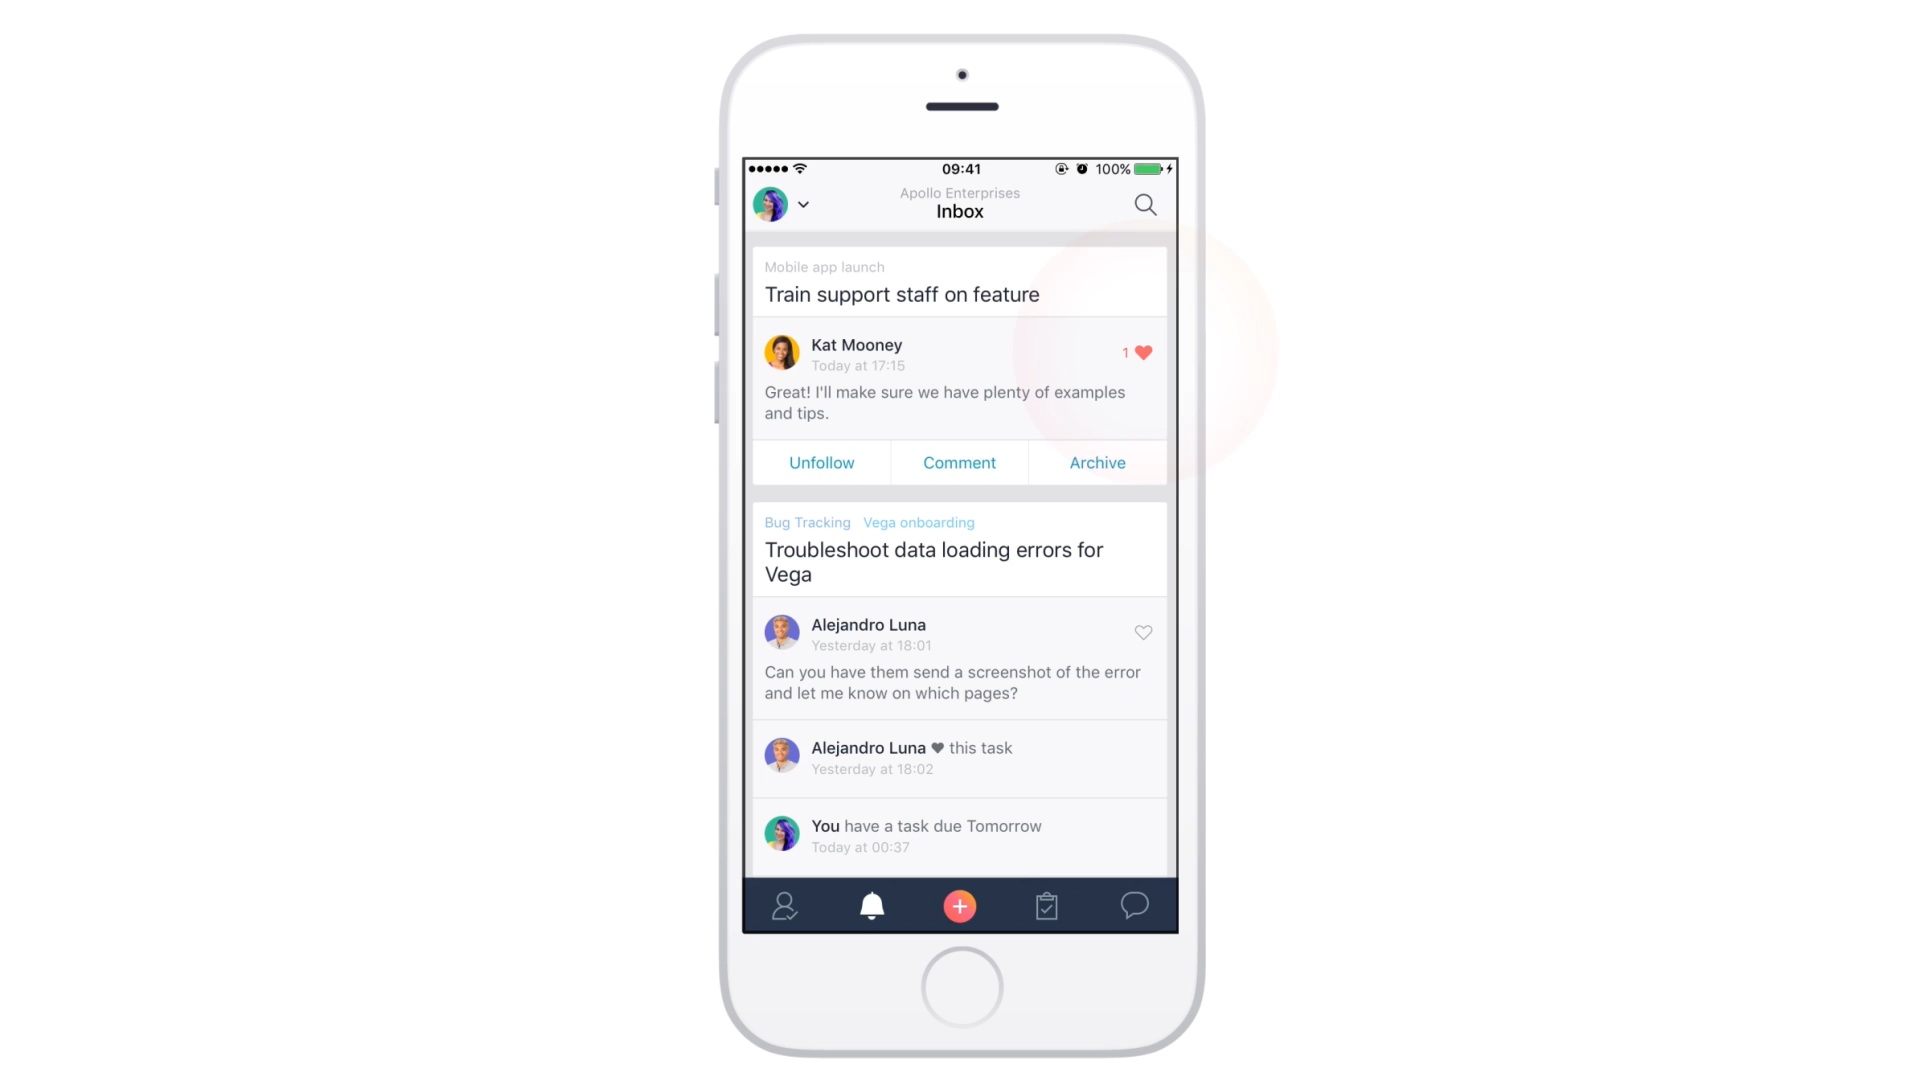 09:41
100%
Apollo Enterprises
Inbox
Mobile app launch
Train support staff on feature
Kat Mooney
1
Today at 17:15
Great! I'll make sure we have plenty of examples
and tips.
Unfollow Comment Archive
Bug Tracking Vega onboarding
Troubleshoot data loading errors for
Vega
Alejandro Luna
Yesterday at 18:01
Can you have them send a screenshot of the error
and let me know on which pages?
Alejandro Luna ♥ this task
Yesterday at 18:02
You have a task due Tomorrow
Today at 00:37